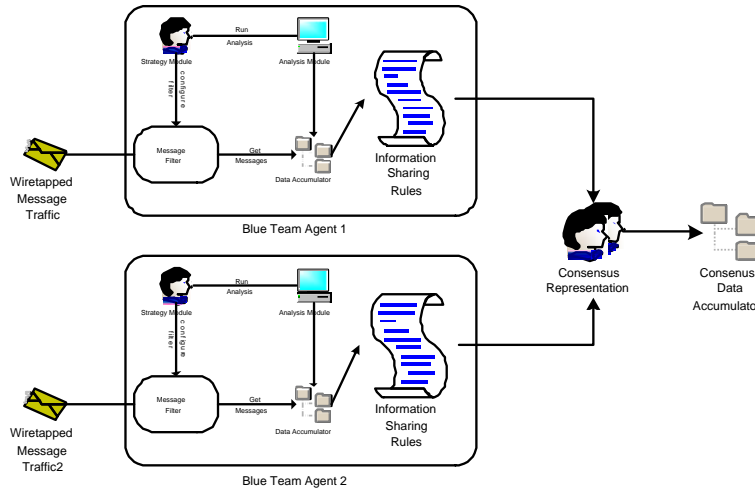 Run
Analysis
Strategy Module
Analysis Module
configure
filter
Message
Filter
Get
Messages
Data Accumulator
Information
Sharing
Rules
Wiretapped
Message
Traffic
Blue Team Agent 1
Consensus
Representation
Consensus
Data
Accumulator
Run
Analysis
Strategy Module
Analysis Module
configure
filter
Message
Filter
Get
Messages
Data Accumulator
Information
Sharing
Rules
Wiretapped
Message
Traffic2
Blue Team Agent 2